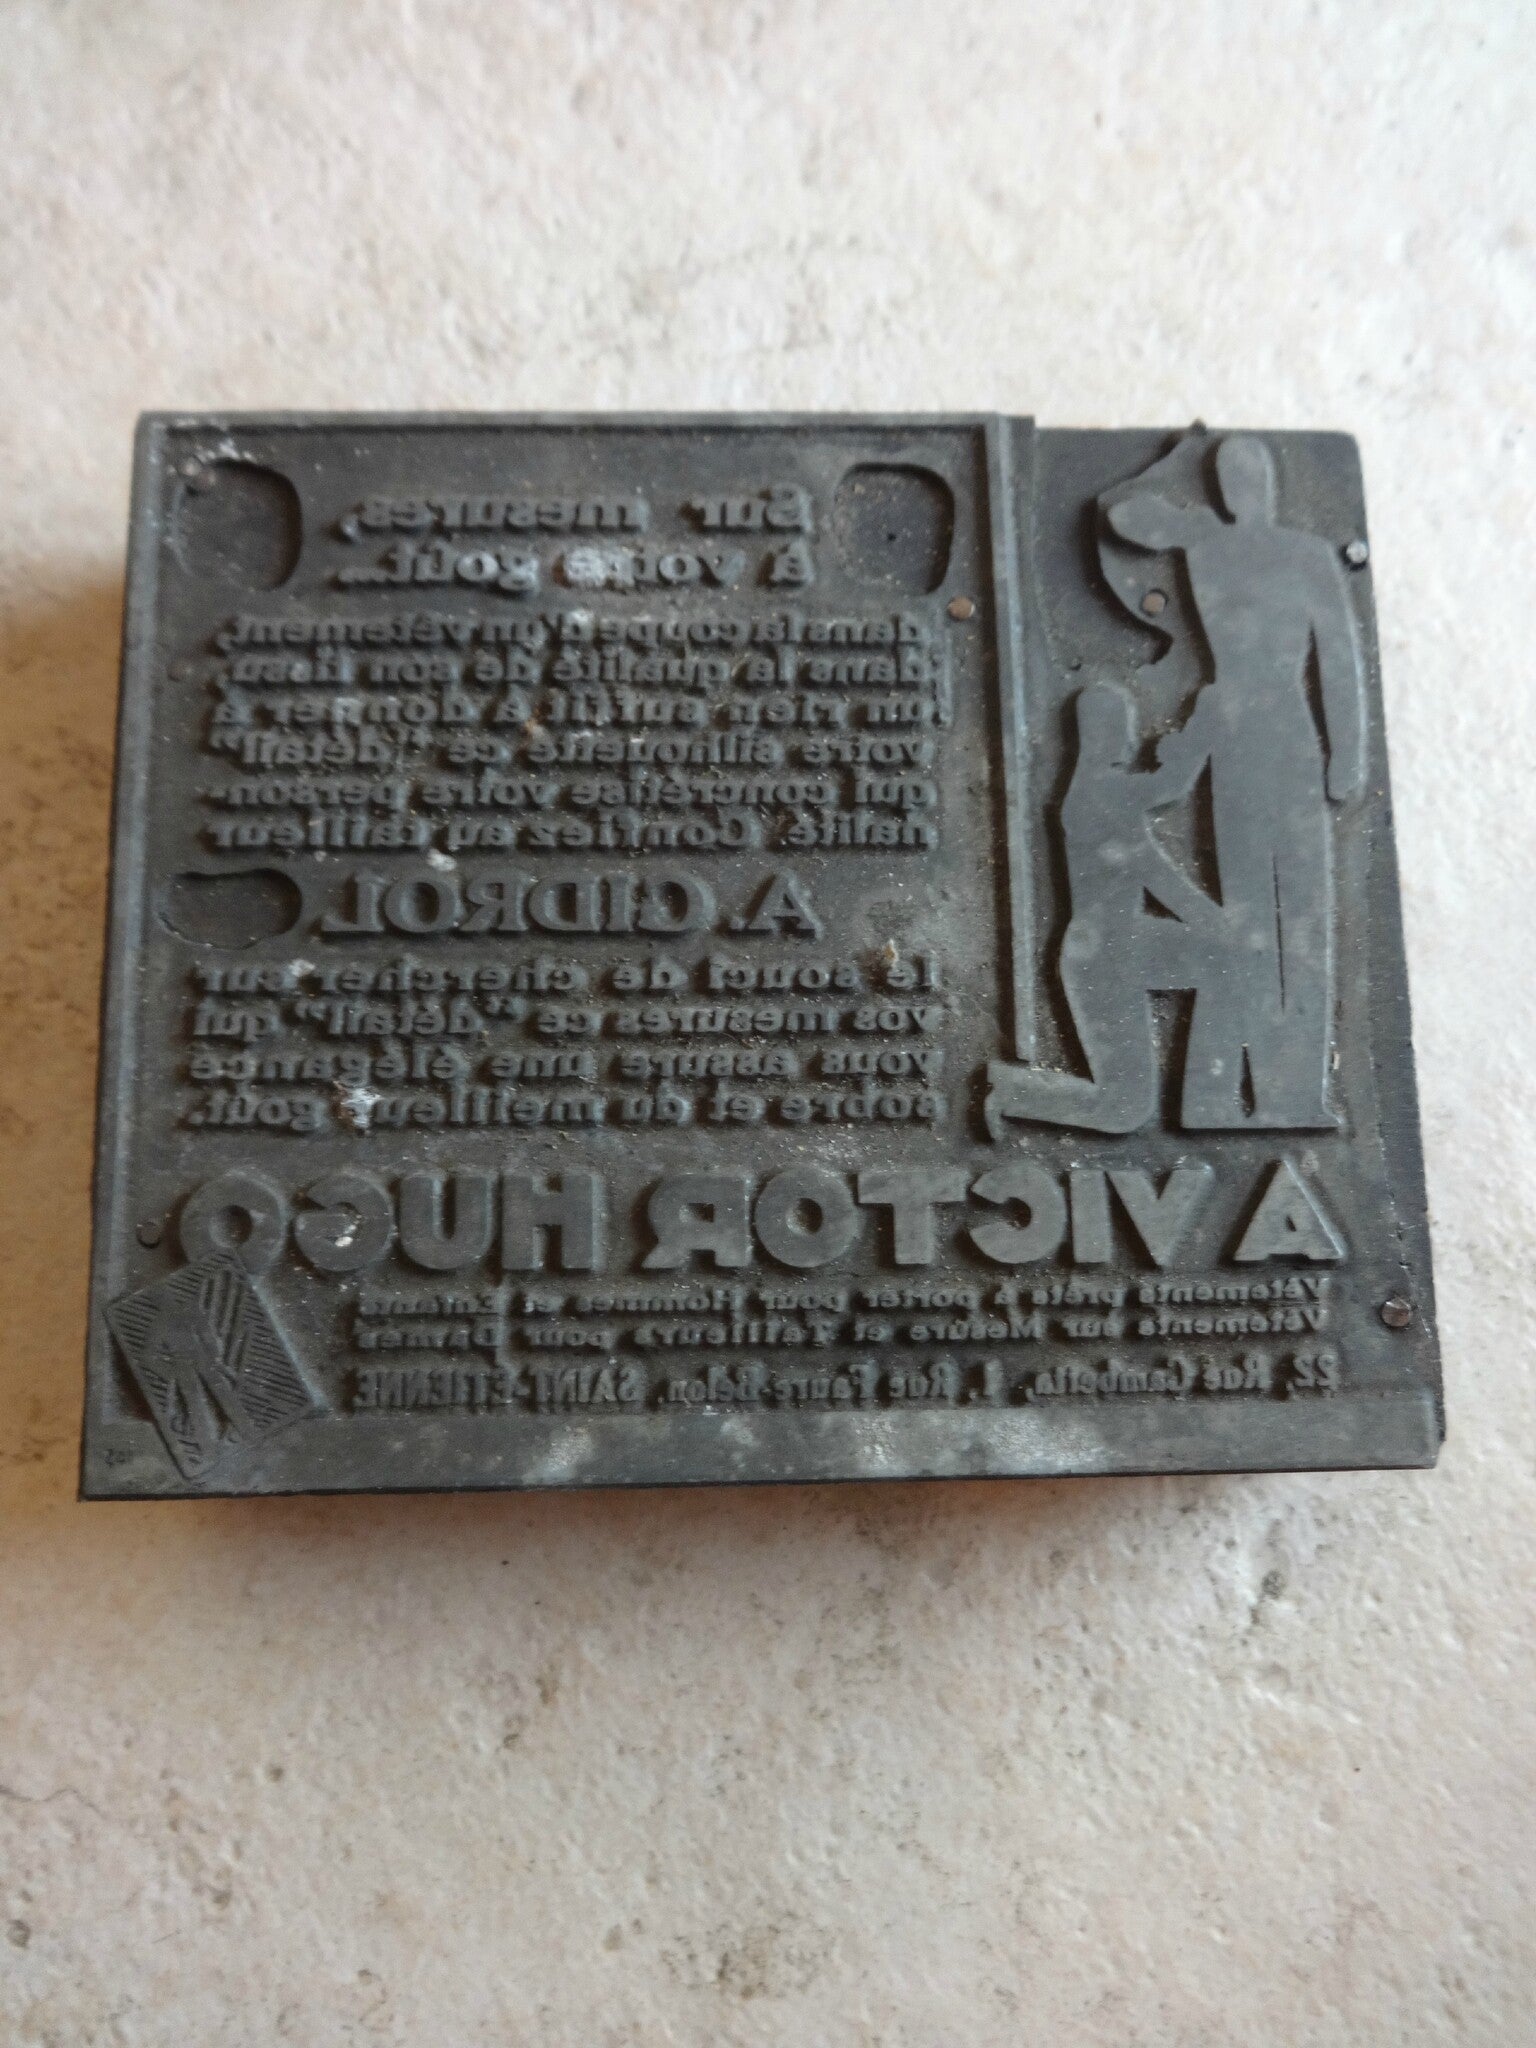 Sur mesures,
à votre goût...
dans la coupe d'un vêtement,
dans la qualité de son tissu,
un rien suffit à donner à
votre silhouette ce "détail"
qui concrétise votre person-
nalité. Confiez au tailleur
A. GIDROL
le souci de chercher sur
vos mesures ce "détail" qui
vous assure une élégance
sobre et du meilleur goût.
A VICTOR HUGO
Vêtements prêts à porter pour Hommes et Enfants
Vêtements sur Mesure et Tailleurs pour Dames
22, Rue Gambetta, 1, Rue Faure-Belon, SAINT-ETIENNE